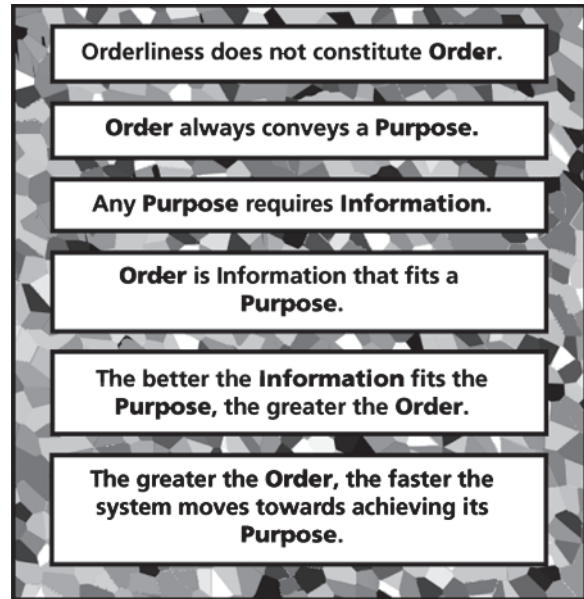 Orderliness does not constitute Order.
Order always conveys a Purpose.
Any Purpose requires Information.
Order is Information that fits a
Purpose.
The better the Information fits the
Purpose, the greater the Order.
The greater the Order, the faster the
system moves towards achieving its
Purpose.